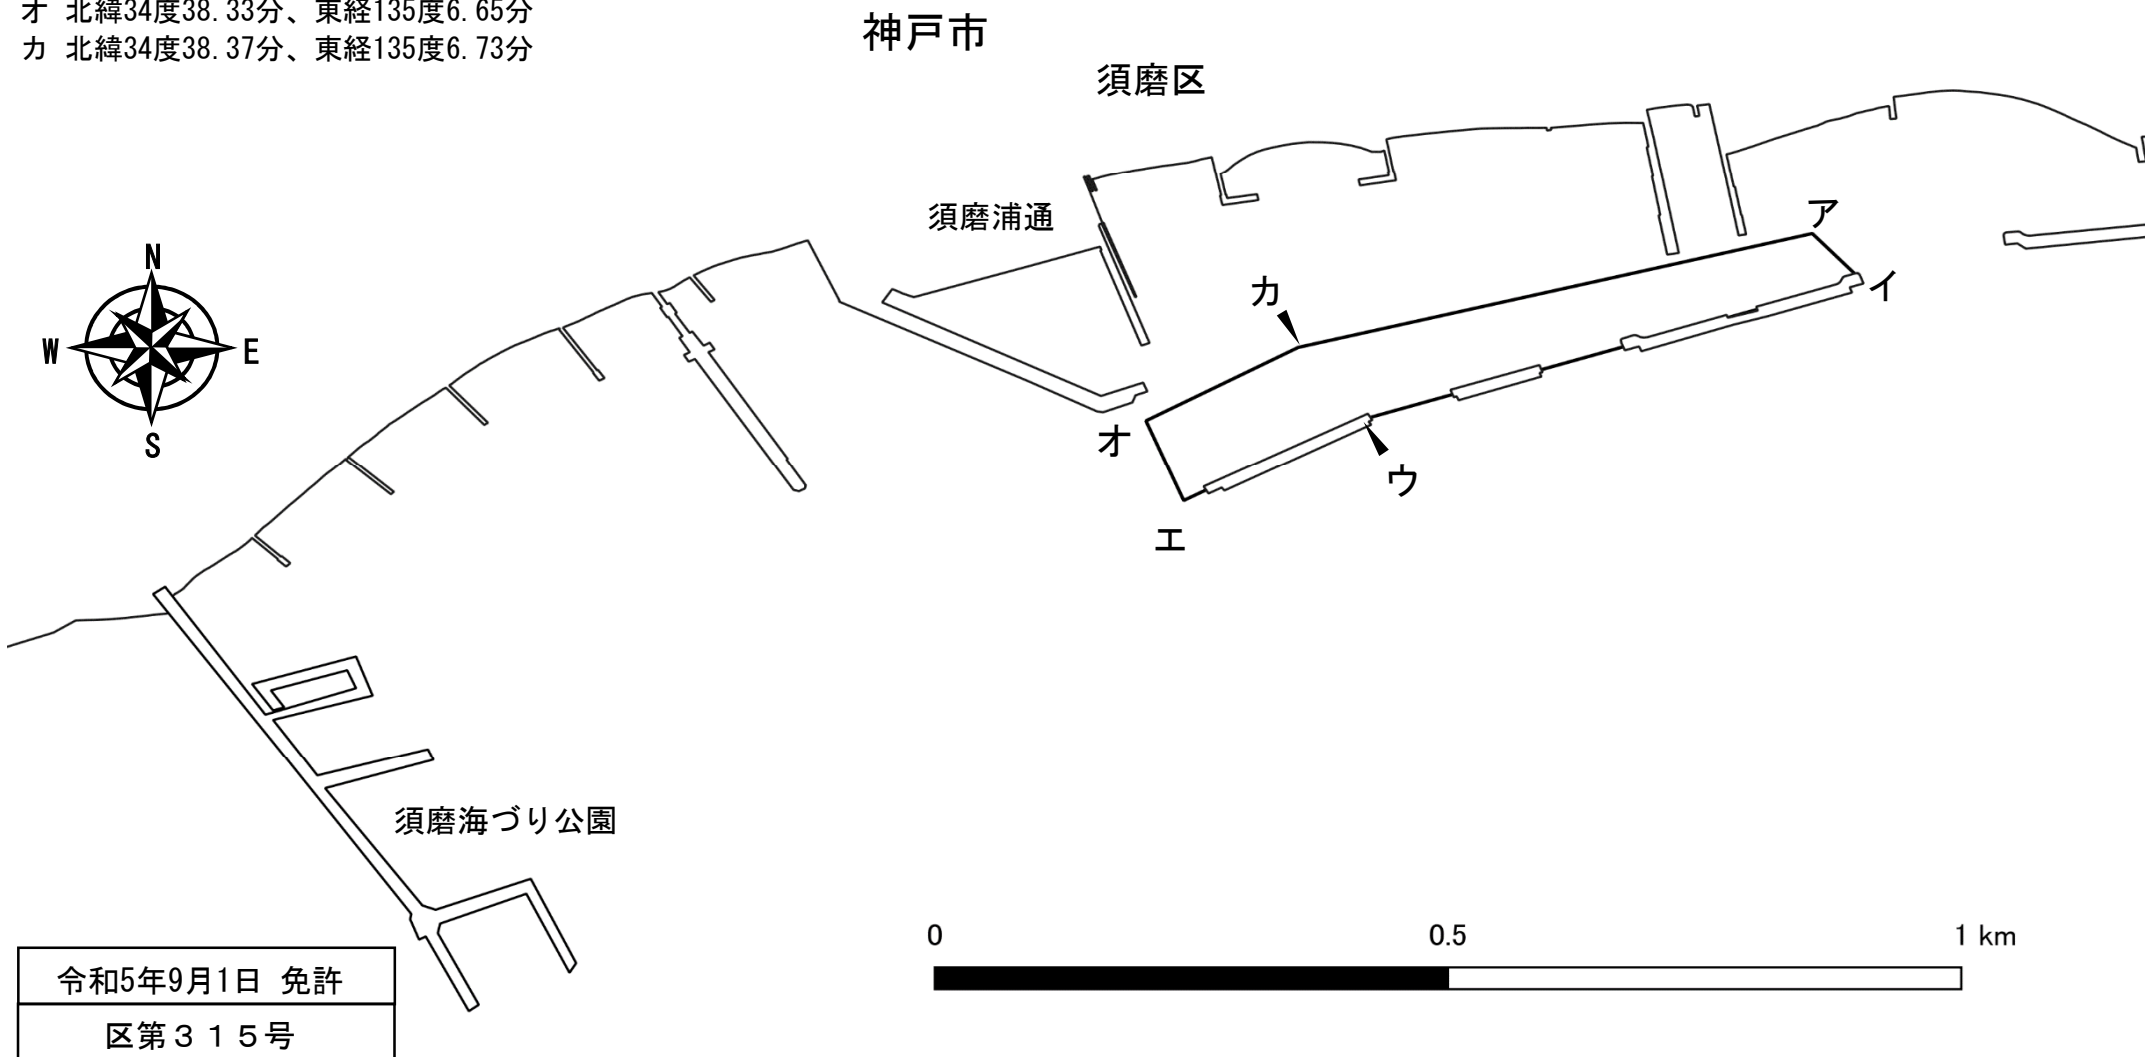 オ 北緯34度38.33分、東経135度6.65分
カ 北緯34度38.37分、東経135度6.73分
神戸市
須磨区
須磨浦通
ア
イ
カ
オ
ウ
エ
N
W
E
S
須磨海づり公園
0
0.5
1 km
令和5年9月1日 免許
区第３１５号